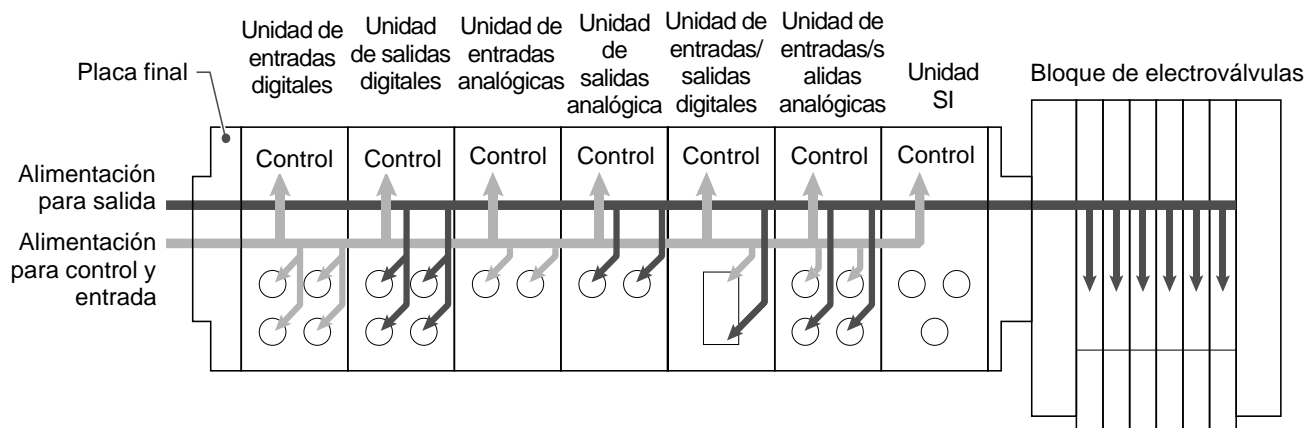 Unidad de
entradas
digitales
Unidad
de salidas
digitales
Unidad de
entradas
analógicas
Unidad
de
salidas
analógica
Unidad de
entradas/
salidas
digitales
Unidad de
entradas/s
alidas
analógicas
Unidad
SI
Bloque de electroválvulas
Placa final
Control
Control
Control
Control
Control
Control
Control
Alimentación
para salida
Alimentación
para control y
entrada